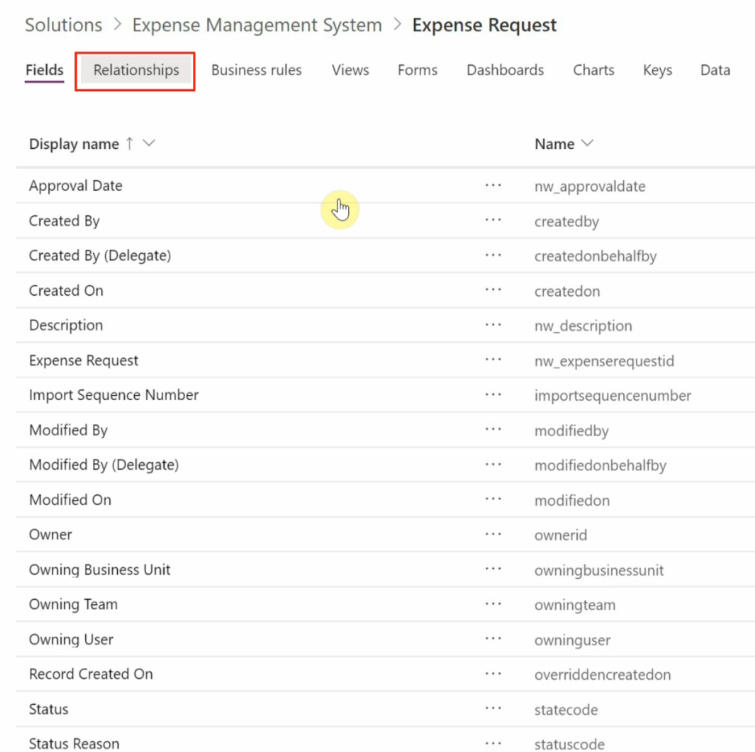 Solutions > Expense Management System > Expense Request
Fields Relationships Business rules Views Forms Dashboards Charts Keys Data
Display name ↑ Name
Approval Date ··· nw_approvaldate
Created By ··· createdby
Created By (Delegate) ··· createdonbehalfby
Created On ··· createdon
Description ··· nw_description
Expense Request ··· nw_expenserequestid
Import Sequence Number ··· importsequencenumber
Modified By ··· modifiedby
Modified By (Delegate) ··· modifiedonbehalfby
Modified On ··· modifiedon
Owner ··· ownerid
Owning Business Unit ··· owningbusinessunit
Owning Team ··· owningteam
Owning User ··· owninguser
Record Created On ··· overriddencreatedon
Status ··· statecode
Status Reason ··· statuscode